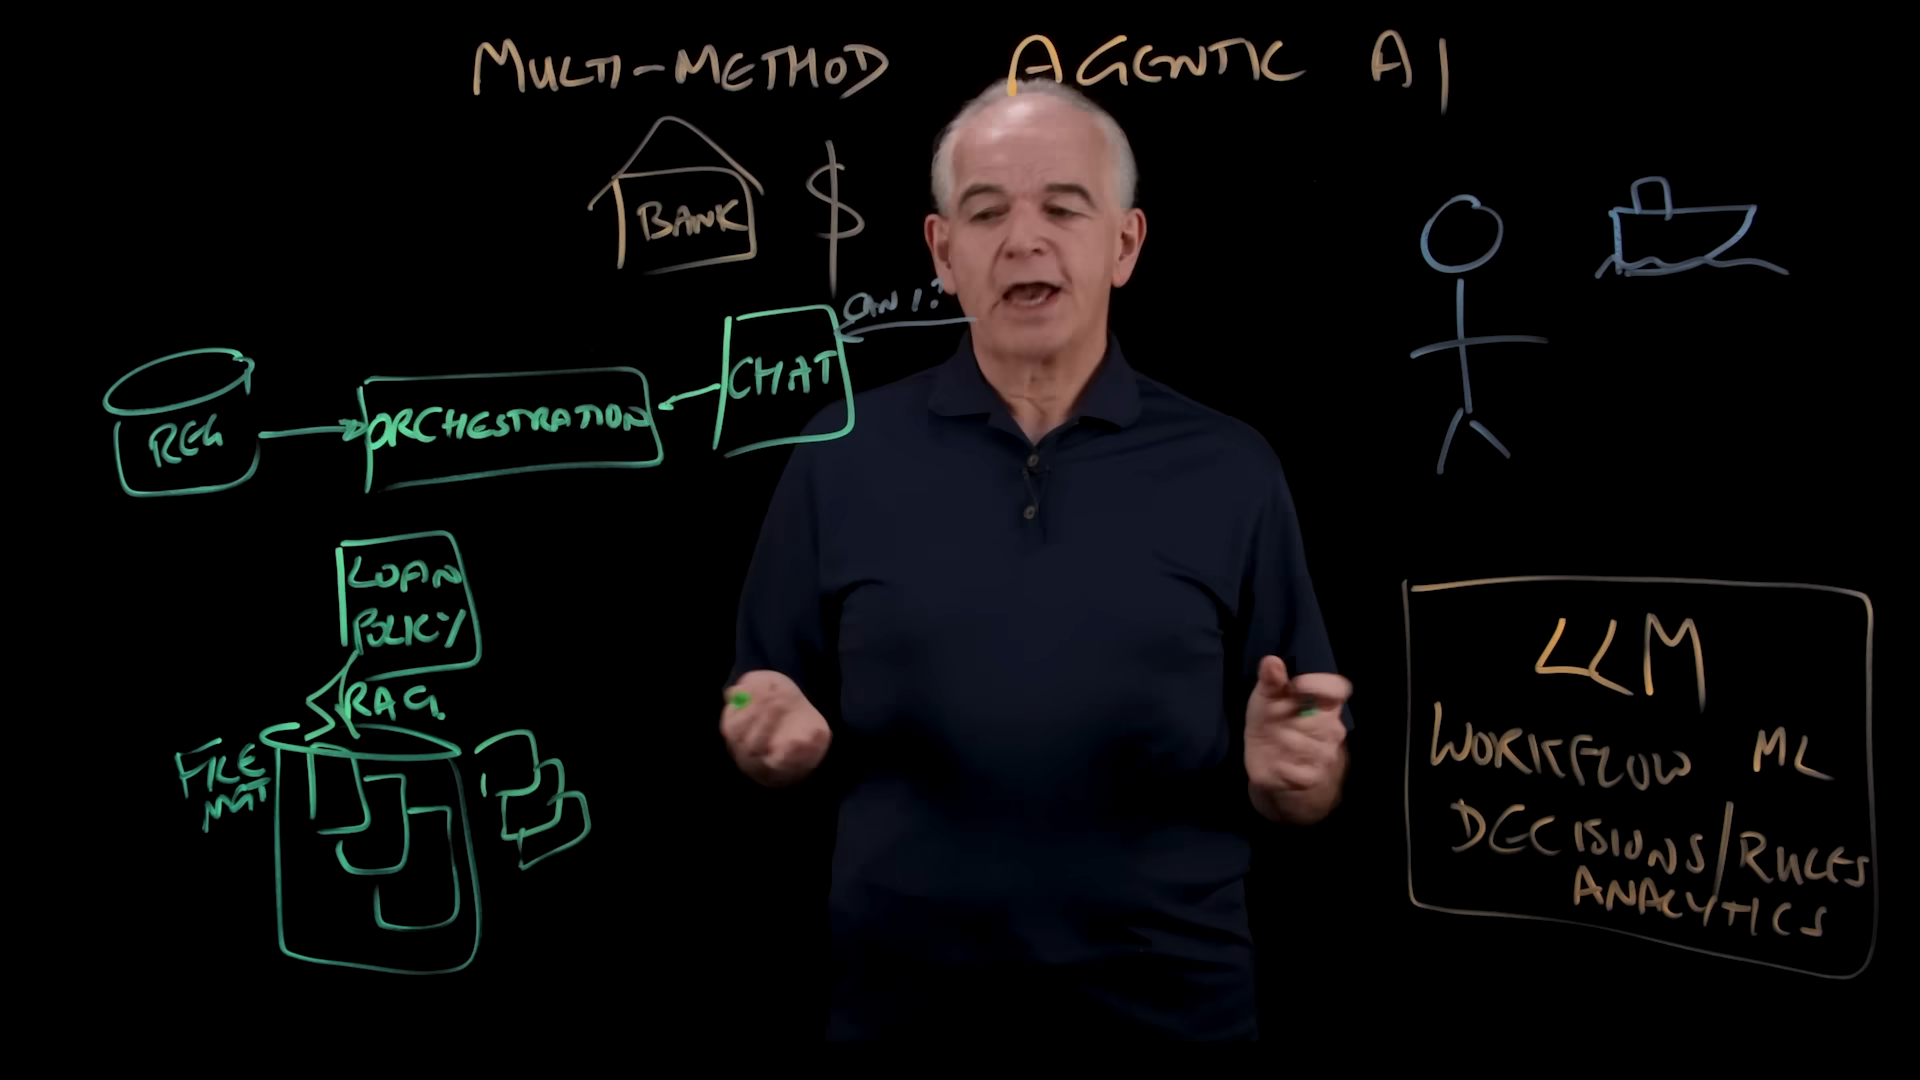 MULTI-METHOD AGENTIC AI
BANK
$
CAN I?
CHAT
ORCHESTRATION
REG
LOAN
POLICY
RAG
FILE
MGT
LLM
WORKFLOW ML
DECISIONS/RULES
ANALYTICS